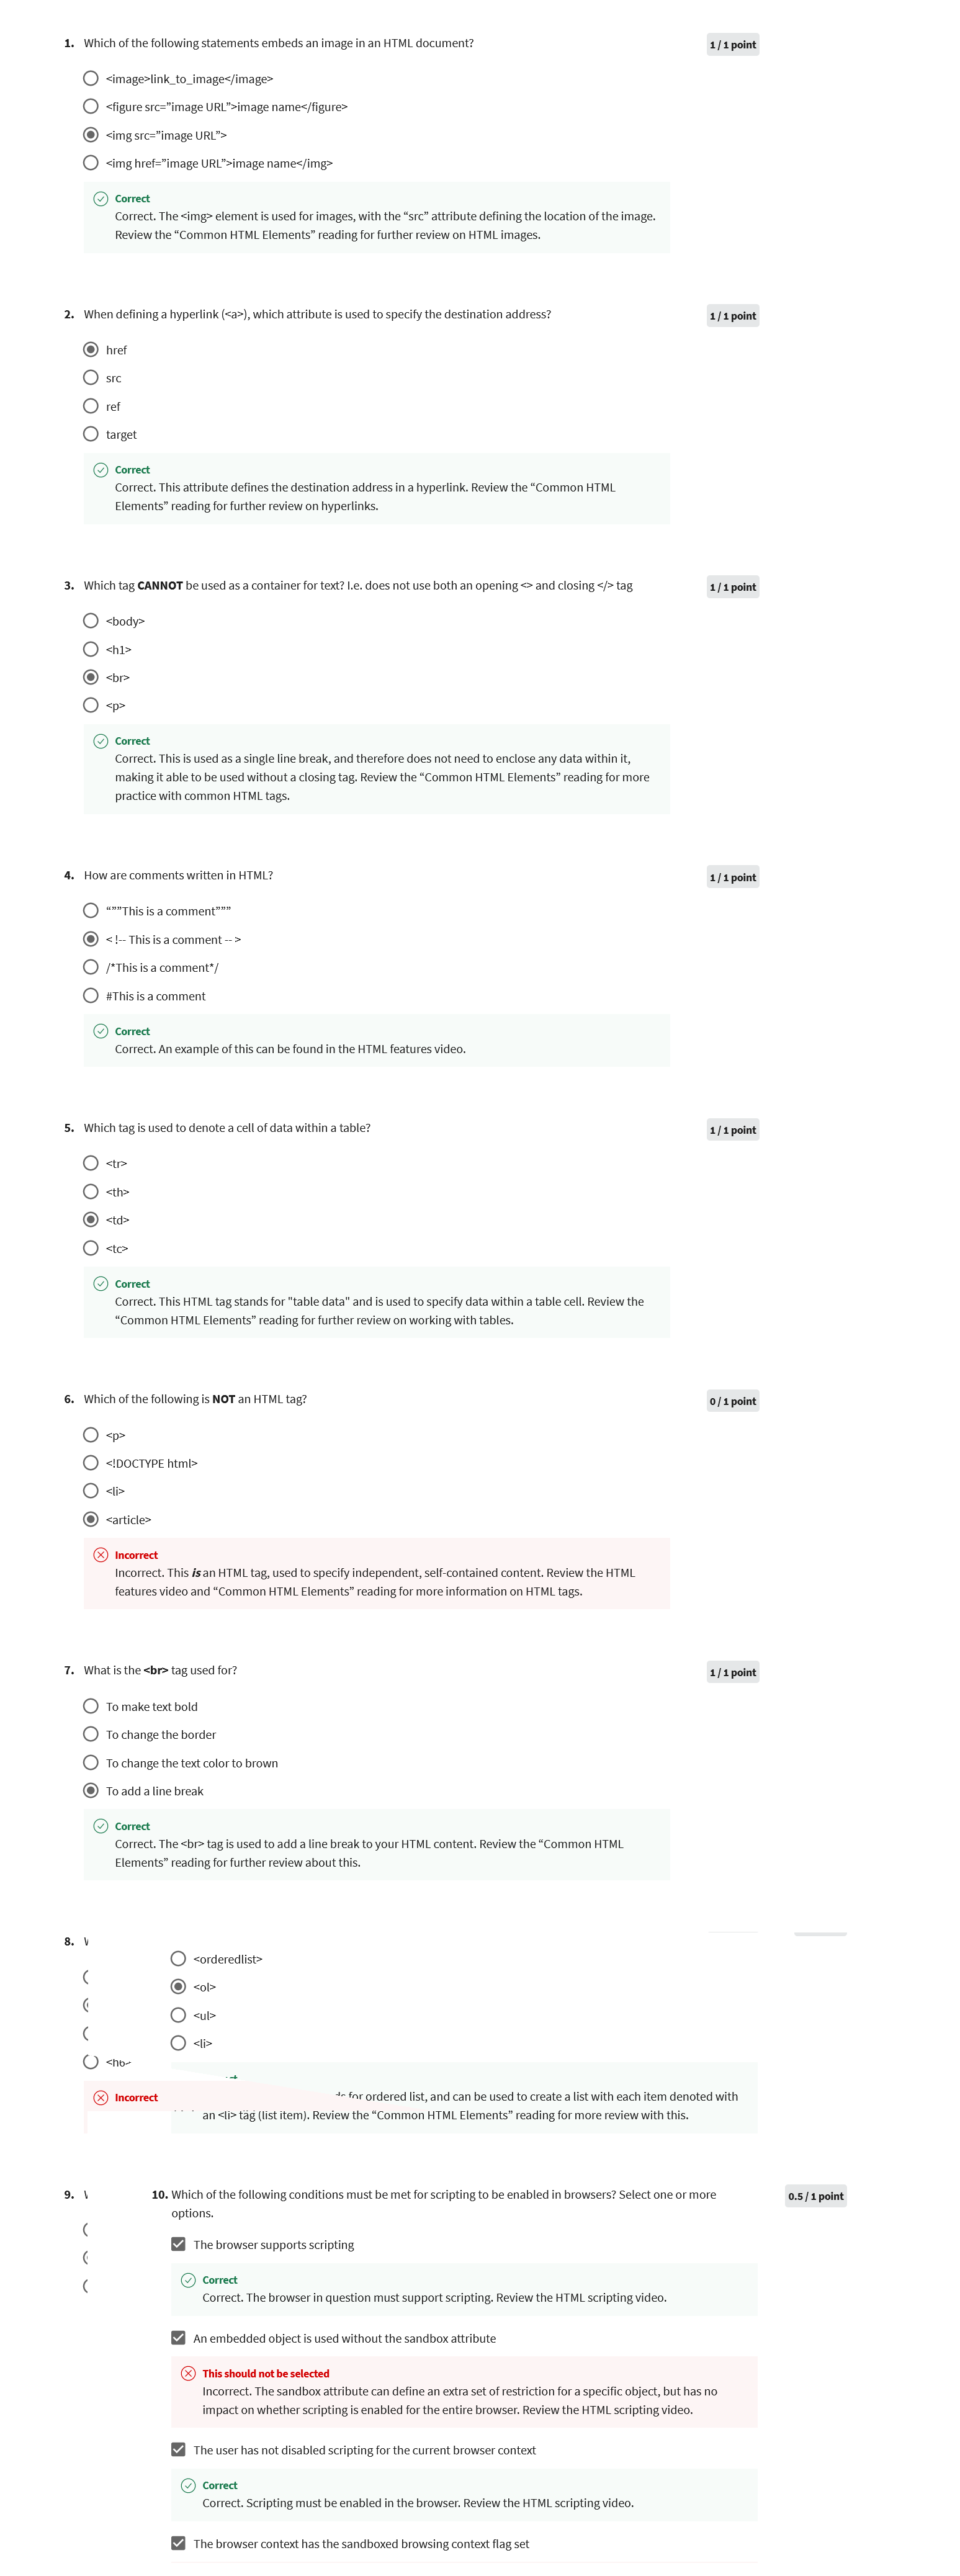 1. Which of the following statements embeds an image in an HTML document?
1 / 1 point
<image>link_to_image</image>
<figure src=”image URL”>image name</figure>
<img src=”image URL”>
<img href=”image URL”>image name</img>
Correct
Correct. The <img> element is used for images, with the “src” attribute defining the location of the image.
Review the “Common HTML Elements” reading for further review on HTML images.
2. When defining a hyperlink (<a>), which attribute is used to specify the destination address?
1 / 1 point
href
src
ref
target
Correct
Correct. This attribute defines the destination address in a hyperlink. Review the “Common HTML
Elements” reading for further review on hyperlinks.
3. Which tag CANNOT be used as a container for text? I.e. does not use both an opening <> and closing </> tag
1 / 1 point
<body>
<h1>
<br>
<p>
Correct
Correct. This is used as a single line break, and therefore does not need to enclose any data within it,
making it able to be used without a closing tag. Review the “Common HTML Elements” reading for more
practice with common HTML tags.
4. How are comments written in HTML?
1 / 1 point
“””This is a comment”””
< !-- This is a comment -- >
/*This is a comment*/
#This is a comment
Correct
Correct. An example of this can be found in the HTML features video.
5. Which tag is used to denote a cell of data within a table?
1 / 1 point
<tr>
<th>
<td>
<tc>
Correct
Correct. This HTML tag stands for "table data" and is used to specify data within a table cell. Review the
“Common HTML Elements” reading for further review on working with tables.
6. Which of the following is NOT an HTML tag?
0 / 1 point
<p>
<!DOCTYPE html>
<li>
<article>
Incorrect
Incorrect. This is an HTML tag, used to specify independent, self-contained content. Review the HTML
features video and “Common HTML Elements” reading for more information on HTML tags.
7. What is the <br> tag used for?
1 / 1 point
To make text bold
To change the border
To change the text color to brown
To add a line break
Correct
Correct. The <br> tag is used to add a line break to your HTML content. Review the “Common HTML
Elements” reading for further review about this.
8.
<orderedlist>
<ol>
<ul>
<li>
<h6>
Incorrect
for ordered list, and can be used to create a list with each item denoted with
an <li> tag (list item). Review the “Common HTML Elements” reading for more review with this.
9.
10. Which of the following conditions must be met for scripting to be enabled in browsers? Select one or more
options.
0.5 / 1 point
The browser supports scripting
Correct
Correct. The browser in question must support scripting. Review the HTML scripting video.
An embedded object is used without the sandbox attribute
This should not be selected
Incorrect. The sandbox attribute can define an extra set of restriction for a specific object, but has no
impact on whether scripting is enabled for the entire browser. Review the HTML scripting video.
The user has not disabled scripting for the current browser context
Correct
Correct. Scripting must be enabled in the browser. Review the HTML scripting video.
The browser context has the sandboxed browsing context flag set